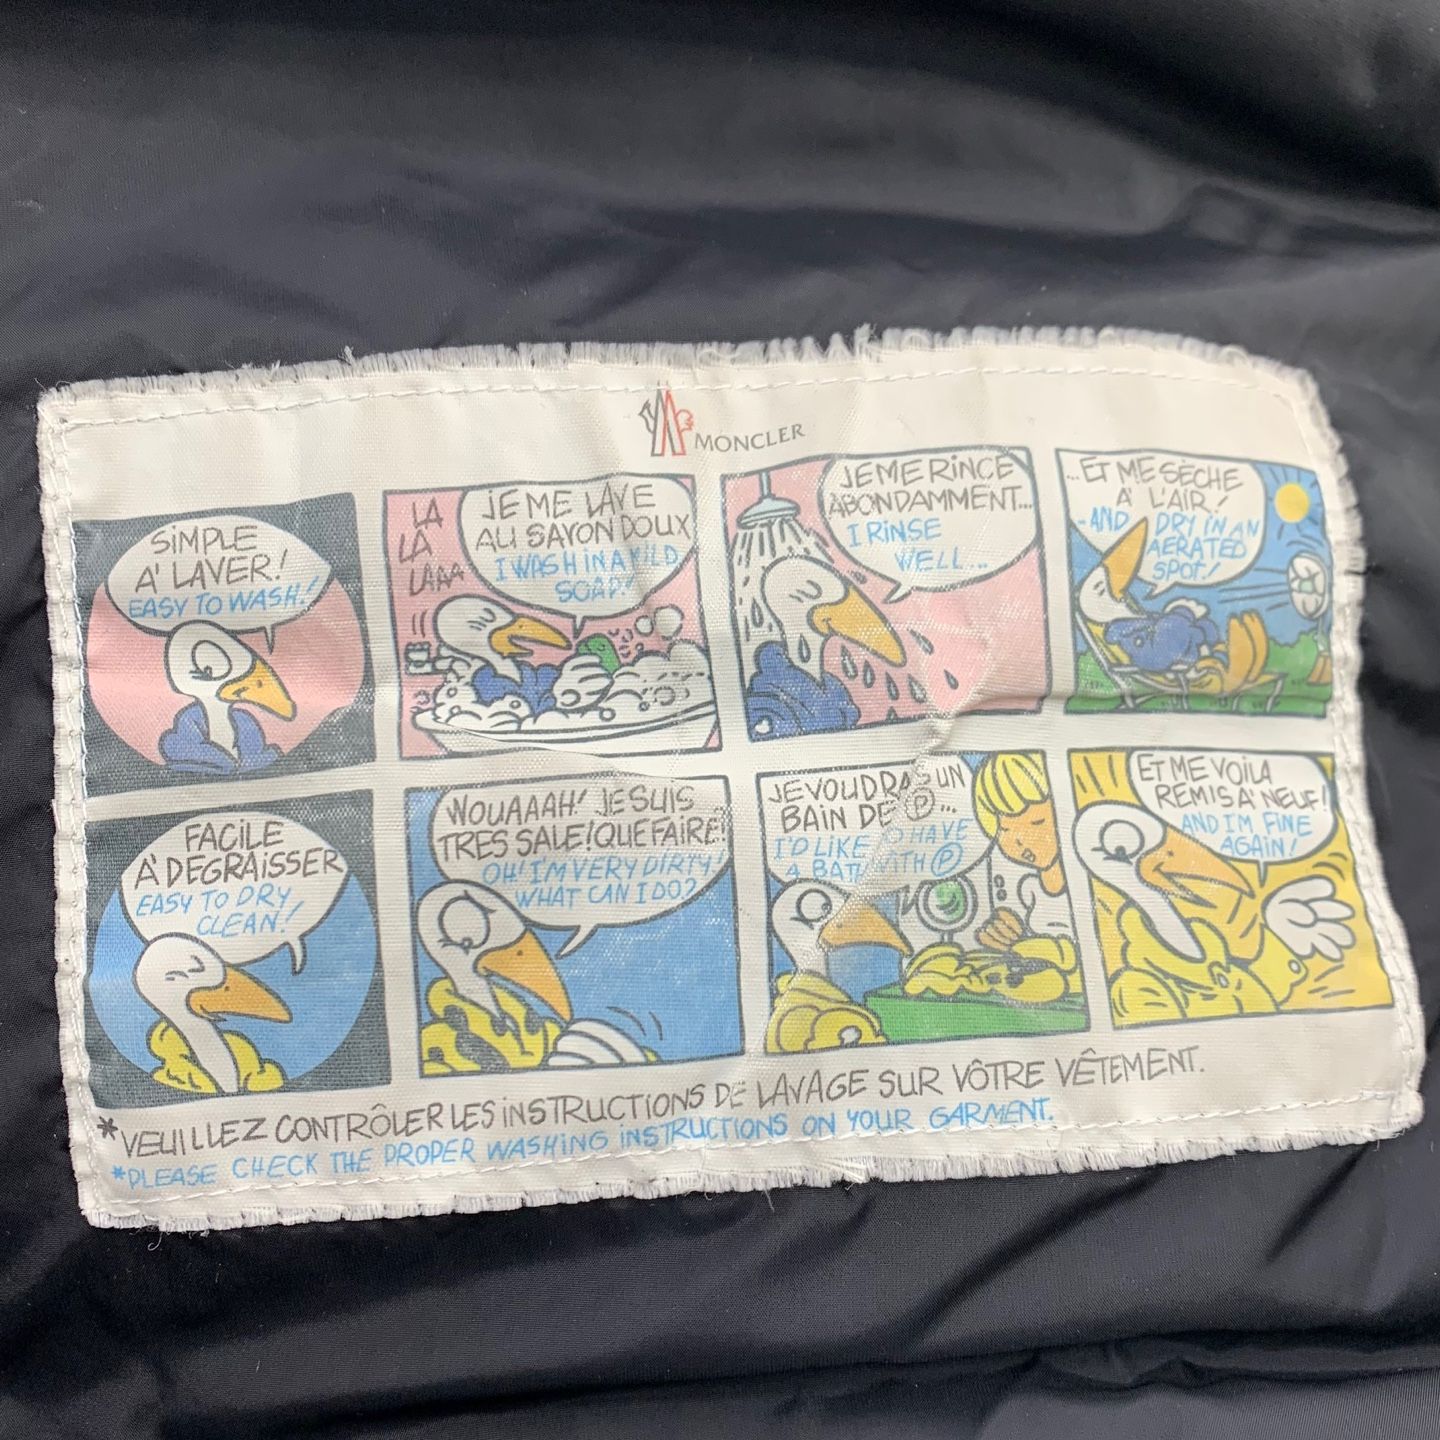 MONCLER
SIMPLE
A' LAVER!
EASY TO WASH!
LA
LA
LAAA
JE ME LAVE
AU SAVON DOUX
I WASH IN A MILD
SOAP!
JE ME RINCE
ABONDAMMENT...
I RINSE
WELL...
...ET ME SÈCHE
A' L'AIR!
-AND DRY IN AN
AERATED
SPOT!
FACILE
A' DEGRAISSER
EASY TO DRY
CLEAN!
WOUAAAH! JE SUIS
TRES SALE! QUE FAIRE!
OH! I'M VERY DIRTY!
WHAT CAN I DO?
JE VOUDRAIS UN
BAIN DE Ⓟ...
I'D LIKE TO HAVE
A BATH WITH Ⓟ
ET ME VOILA
REMIS A' NEUF!
AND I'M FINE
AGAIN!
*VEUILLEZ CONTRÔLER LES INSTRUCTIONS DE LAVAGE SUR VÔTRE VÊTEMENT.
*PLEASE CHECK THE PROPER WASHING INSTRUCTIONS ON YOUR GARMENT.